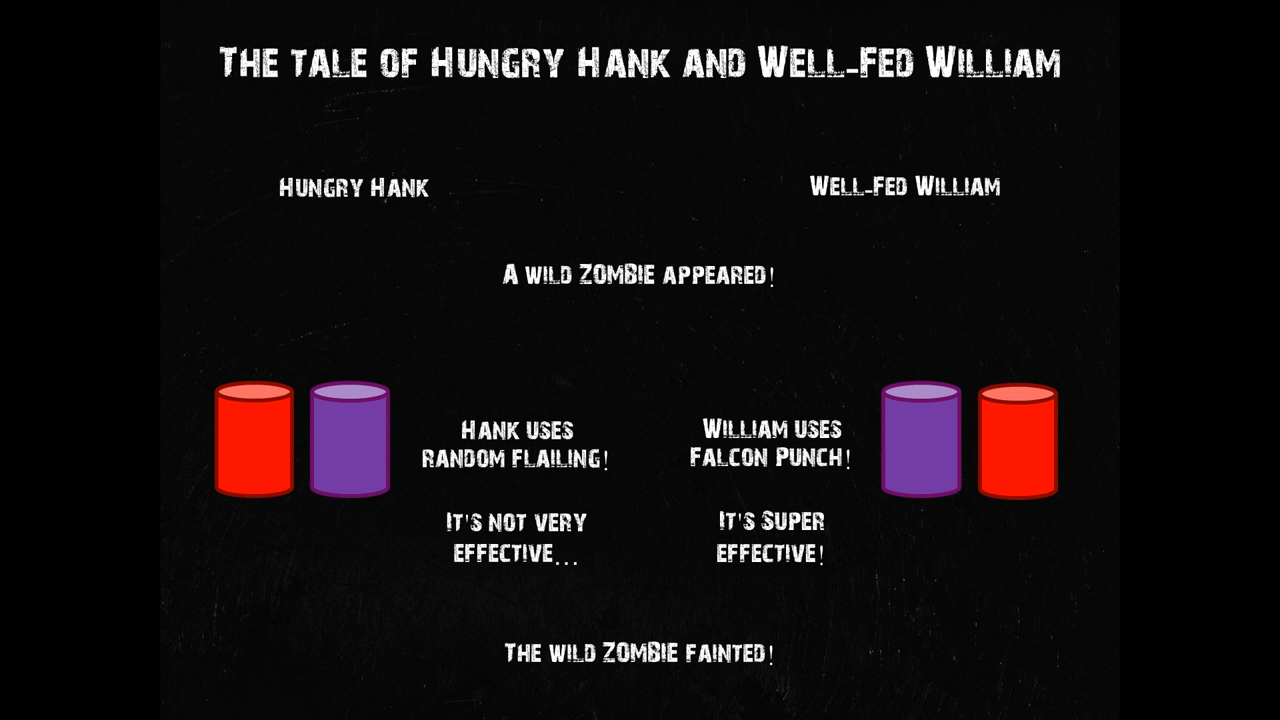 The tale of Hungry Hank and Well-Fed William
Hungry Hank
Well-Fed William
A wild ZOMBIE appeared!
Hank uses
random flailing!
William uses
Falcon Punch!
It's not very
effective...
It's Super
effective!
The wild ZOMBIE fainted!